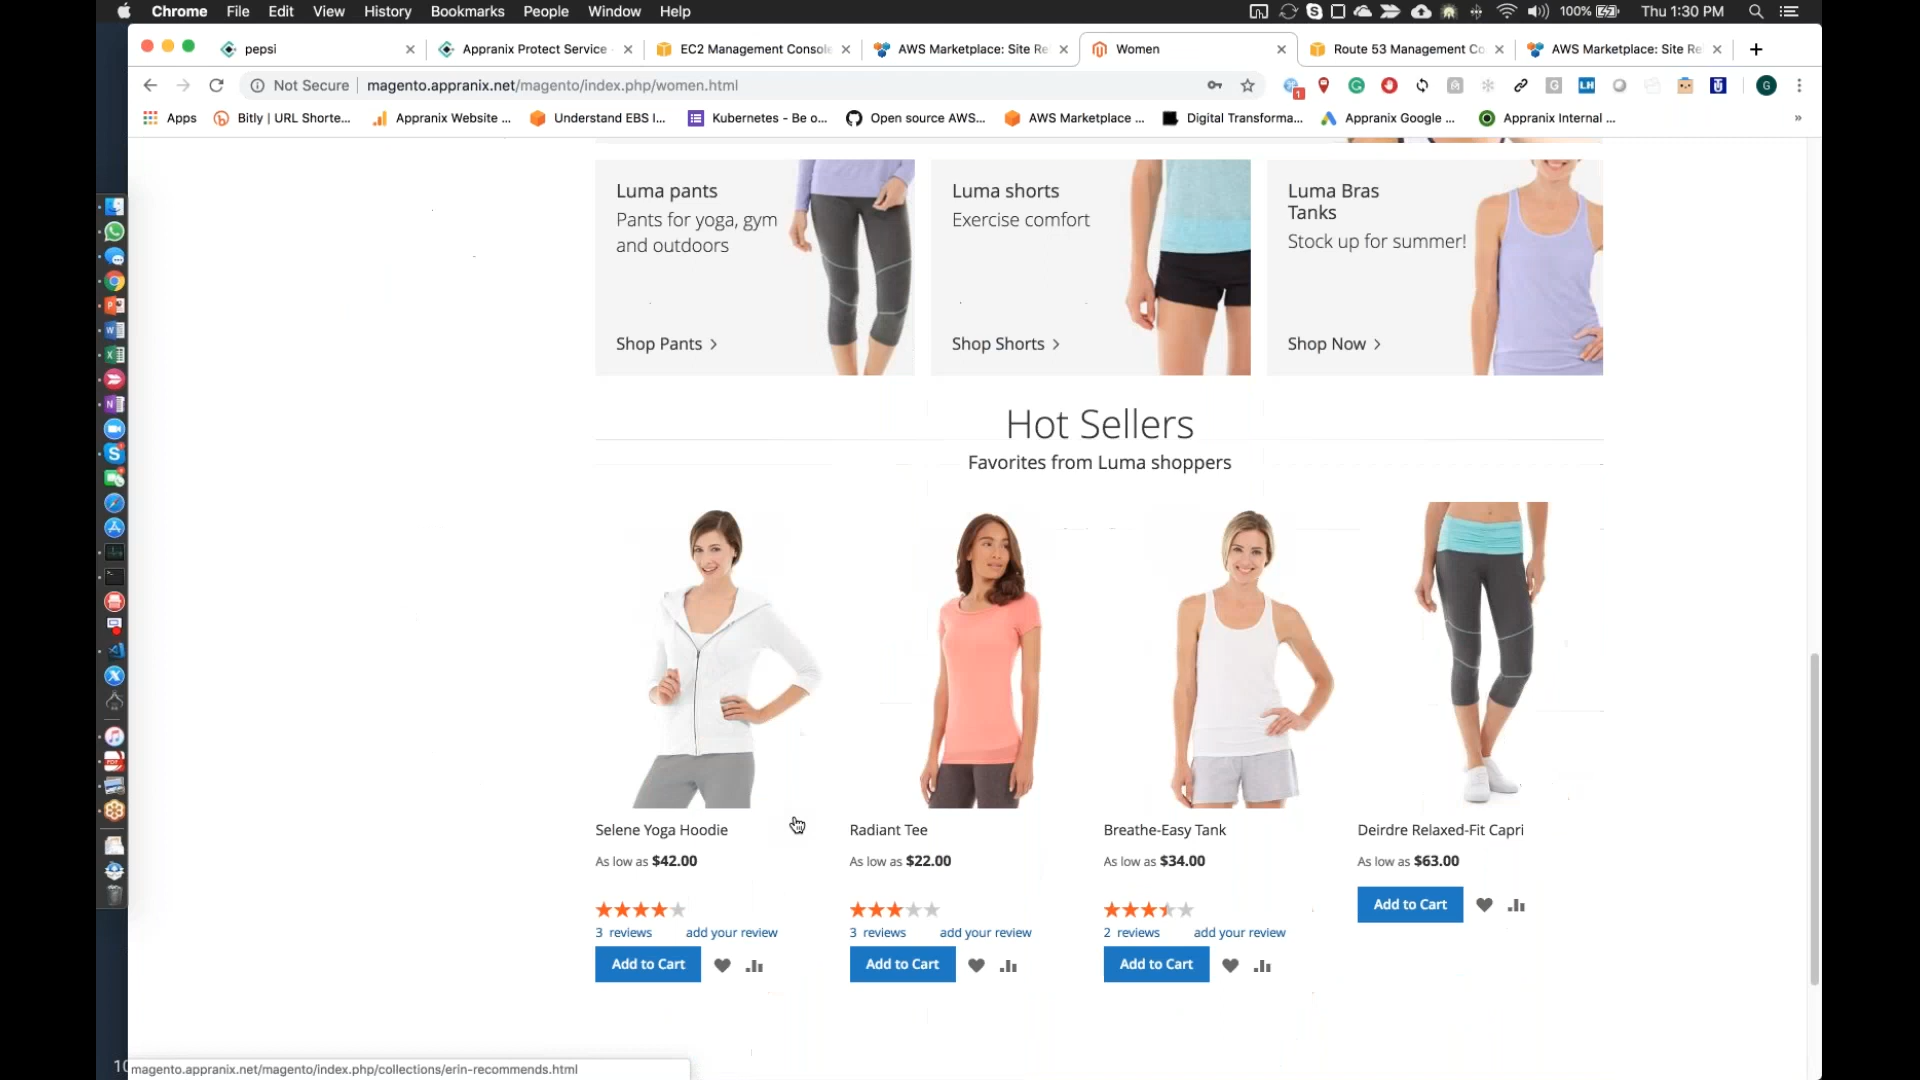 Chrome File Edit View History Bookmarks People Window Help
100% Thu 1:30 PM
pepsi
Appranix Protect Service
EC2 Management Console
AWS Marketplace: Site Re
Women
Route 53 Management Co
AWS Marketplace: Site Re
Not Secure magento.appranix.net/magento/index.php/women.html
Apps
Bitly | URL Shorte...
Appranix Website ...
Understand EBS I...
Kubernetes - Be o...
Open source AWS...
AWS Marketplace ...
Digital Transforma...
Appranix Google ...
Appranix Internal ...
»
Luma pants
Pants for yoga, gym
and outdoors
Shop Pants >
Luma shorts
Exercise comfort
Shop Shorts >
Luma Bras
Tanks
Stock up for summer!
Shop Now >
Hot Sellers
Favorites from Luma shoppers
Selene Yoga Hoodie
As low as $42.00
3 reviews add your review
Add to Cart
Radiant Tee
As low as $22.00
3 reviews add your review
Add to Cart
Breathe-Easy Tank
As low as $34.00
2 reviews add your review
Add to Cart
Deirdre Relaxed-Fit Capri
As low as $63.00
Add to Cart
magento.appranix.net/magento/index.php/collections/erin-recommends.html